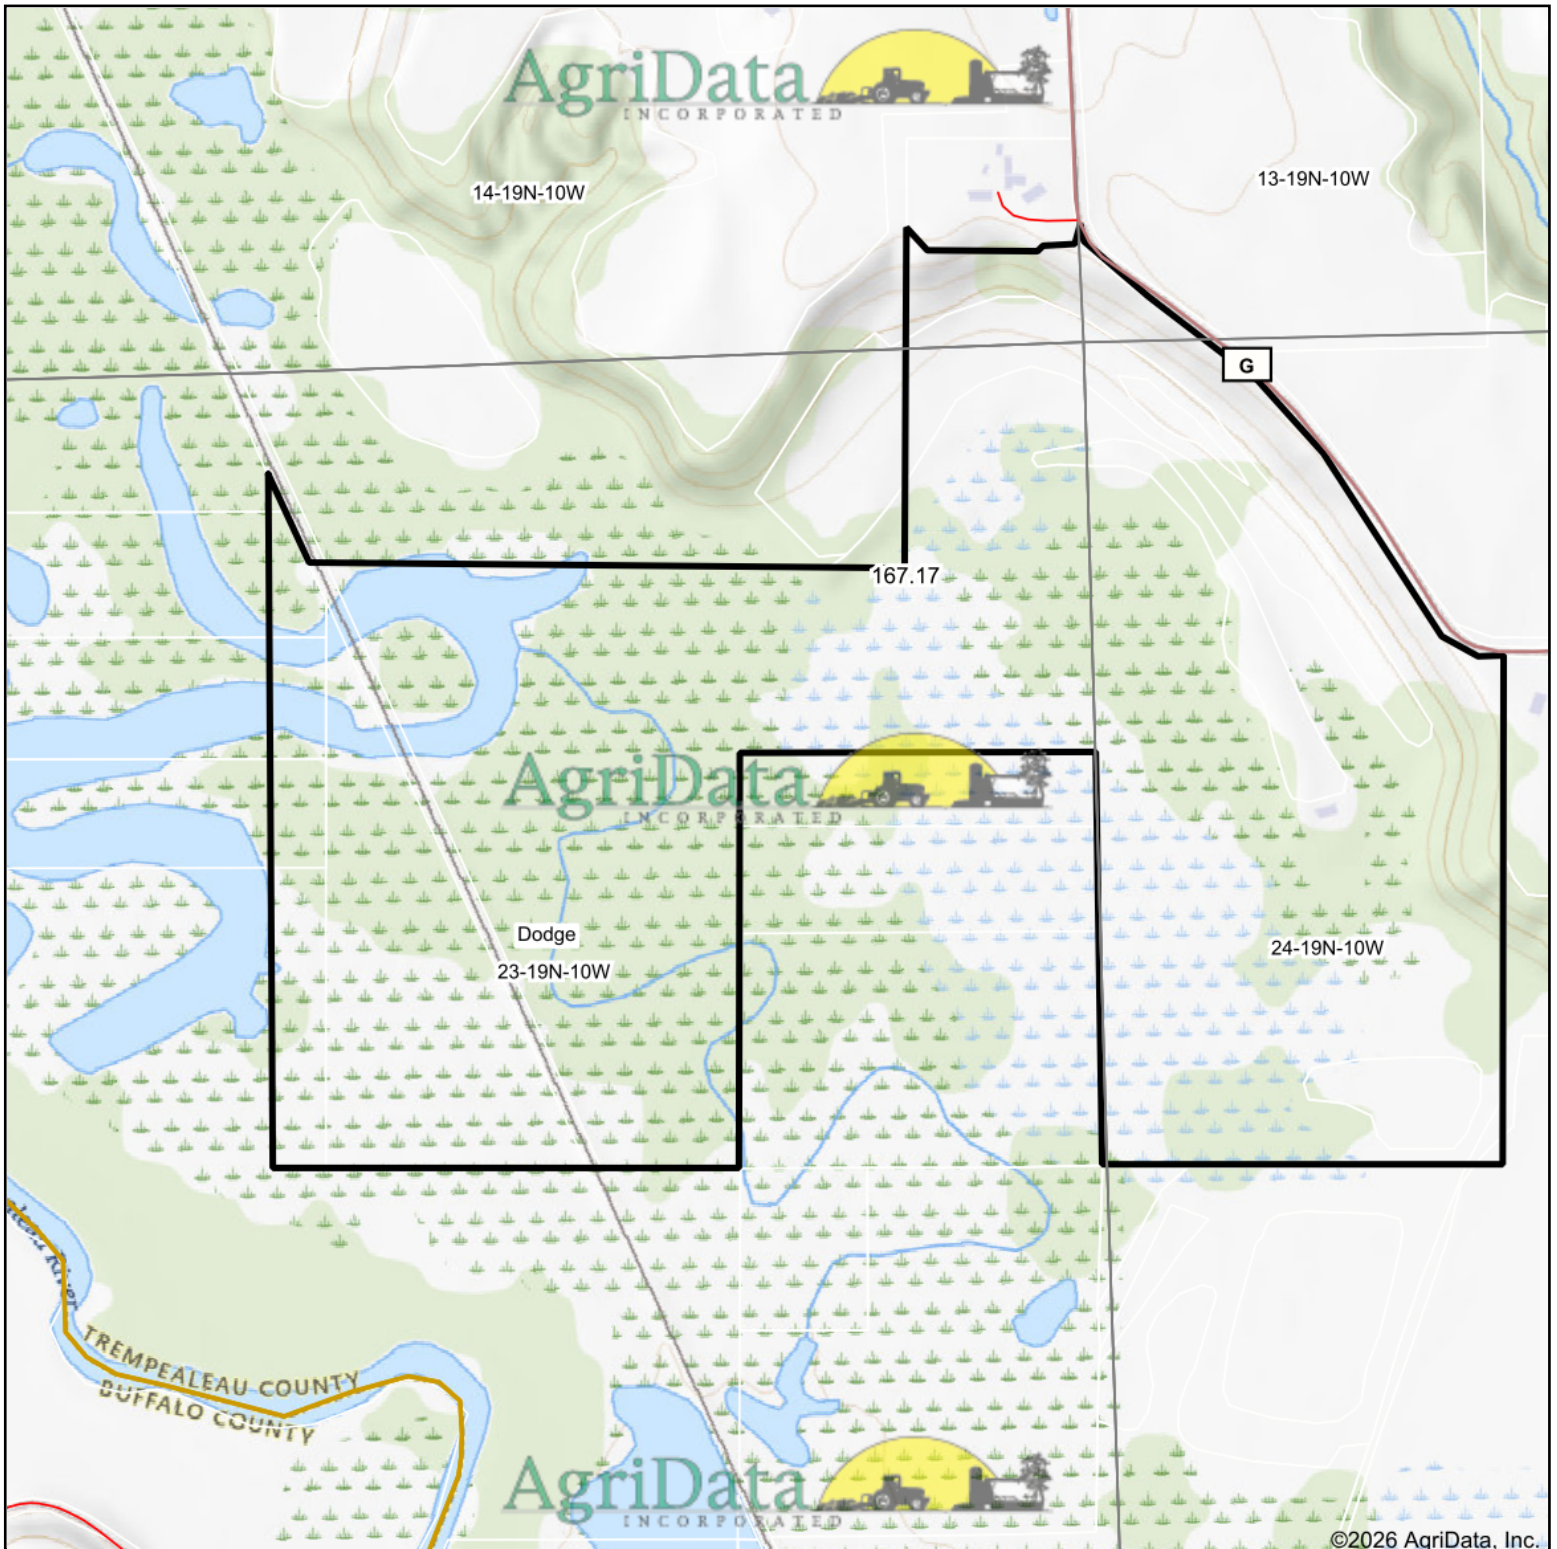 AgriData
INCORPORATED
14-19N-10W
13-19N-10W
G
167.17
AgriData
INCORPORATED
Dodge
23-19N-10W
24-19N-10W
River
TREMPEALEAU COUNTY
BUFFALO COUNTY
AgriData
INCORPORATED
©2026 AgriData, Inc.